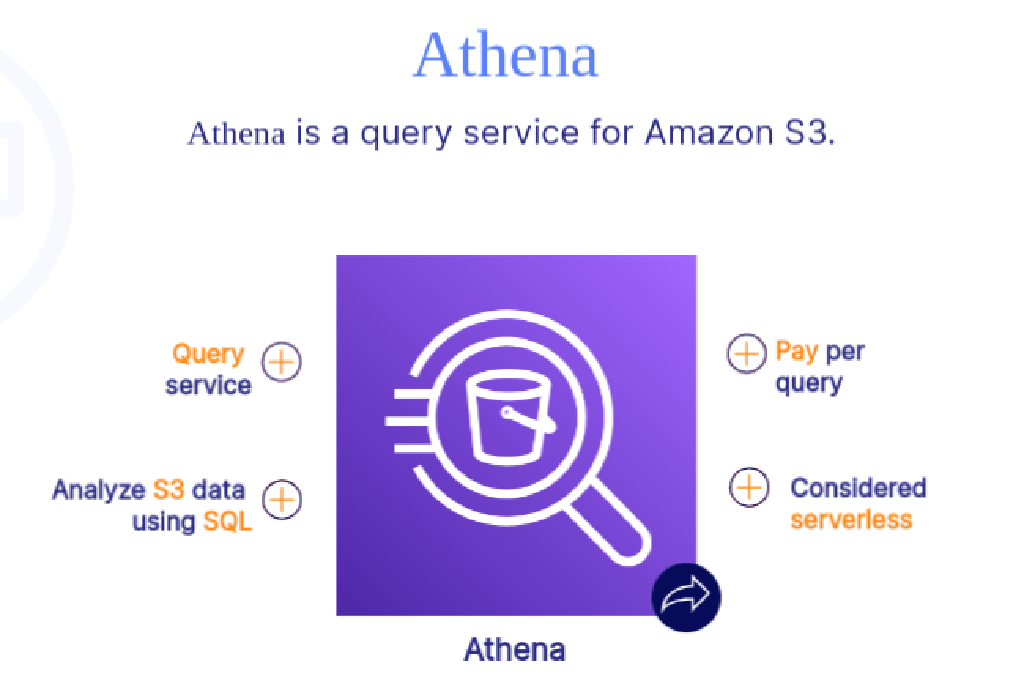 Athena
Athena is a query service for Amazon S3.
Query
service
Analyze S3 data
using SQL
Pay per
query
Considered
serverless
Athena